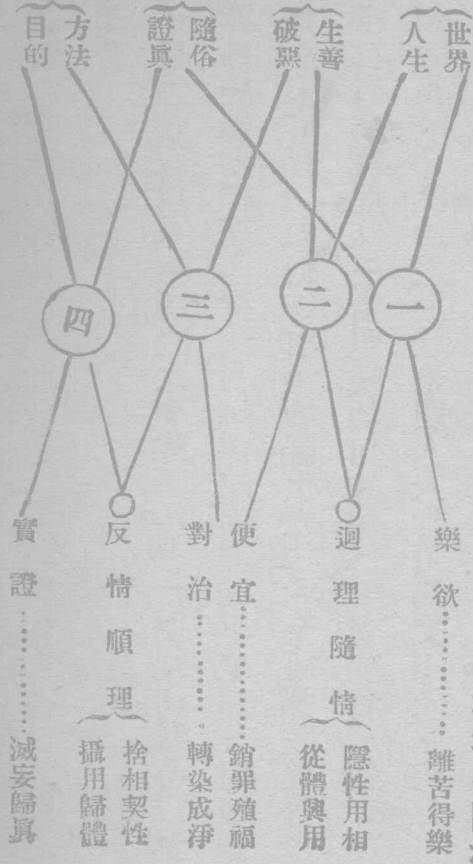 世界
人生
生善
破惡
隨俗
證眞
方法
目的
一
二
三
四
樂欲………離苦得樂
迴理隨情
隱性用相
從體興用
便宜………銷罪殖福
對治………轉染成淨
反情順理
捨相契性
攝用歸體
實證………滅妄歸眞